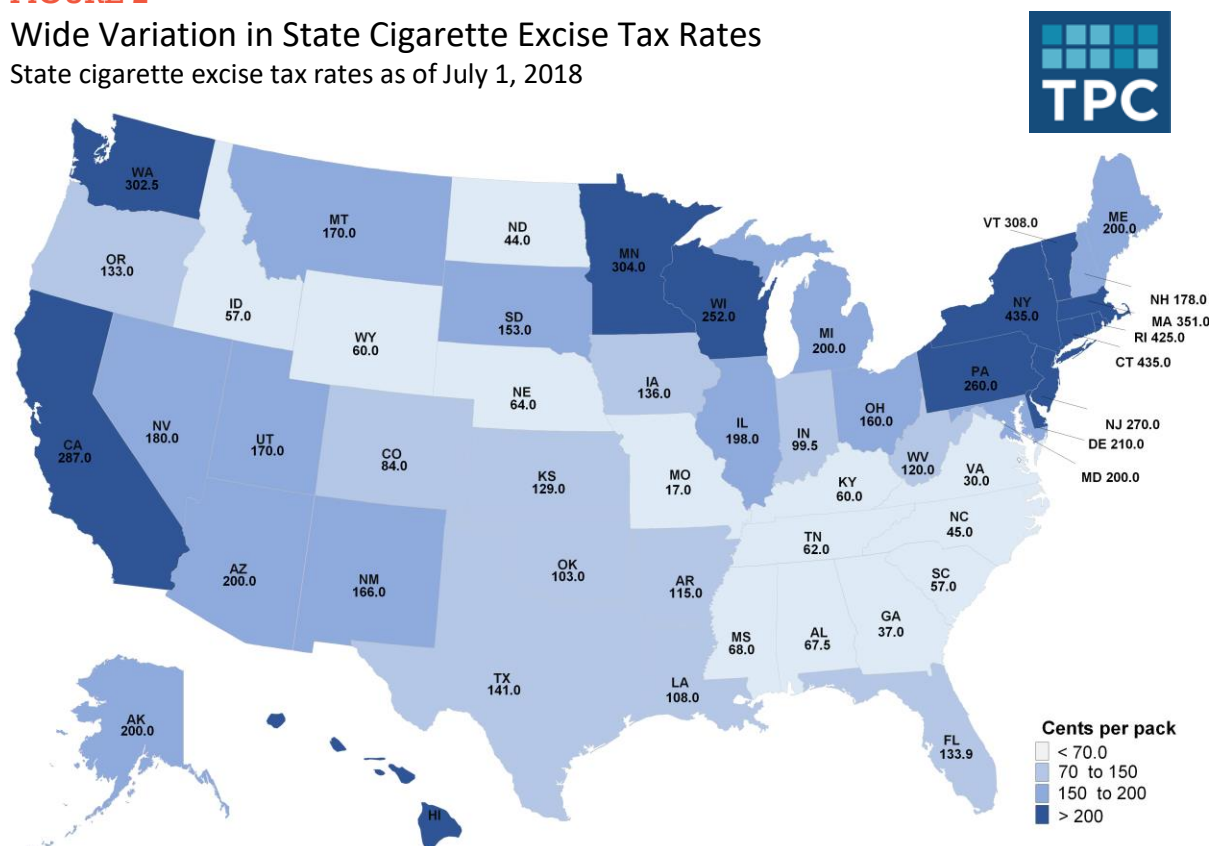 FIGURE 2
Wide Variation in State Cigarette Excise Tax Rates
State cigarette excise tax rates as of July 1, 2018
TPC
WA
302.5
OR
133.0
CA
287.0
ID
57.0
NV
180.0
MT
170.0
WY
60.0
UT
170.0
AZ
200.0
CO
84.0
NM
166.0
ND
44.0
SD
153.0
NE
64.0
KS
129.0
OK
103.0
TX
141.0
MN
304.0
IA
136.0
MO
17.0
AR
115.0
LA
108.0
WI
252.0
IL
198.0
MI
200.0
IN
99.5
OH
160.0
KY
60.0
TN
62.0
MS
68.0
AL
67.5
GA
37.0
FL
133.9
SC
57.0
NC
45.0
VA
30.0
WV
120.0
PA
260.0
NY
435.0
VT 308.0
ME
200.0
NH 178.0
MA 351.0
RI 425.0
CT 435.0
NJ 270.0
DE 210.0
MD 200.0
AK
200.0
HI
Cents per pack
< 70.0
70 to 150
150 to 200
> 200